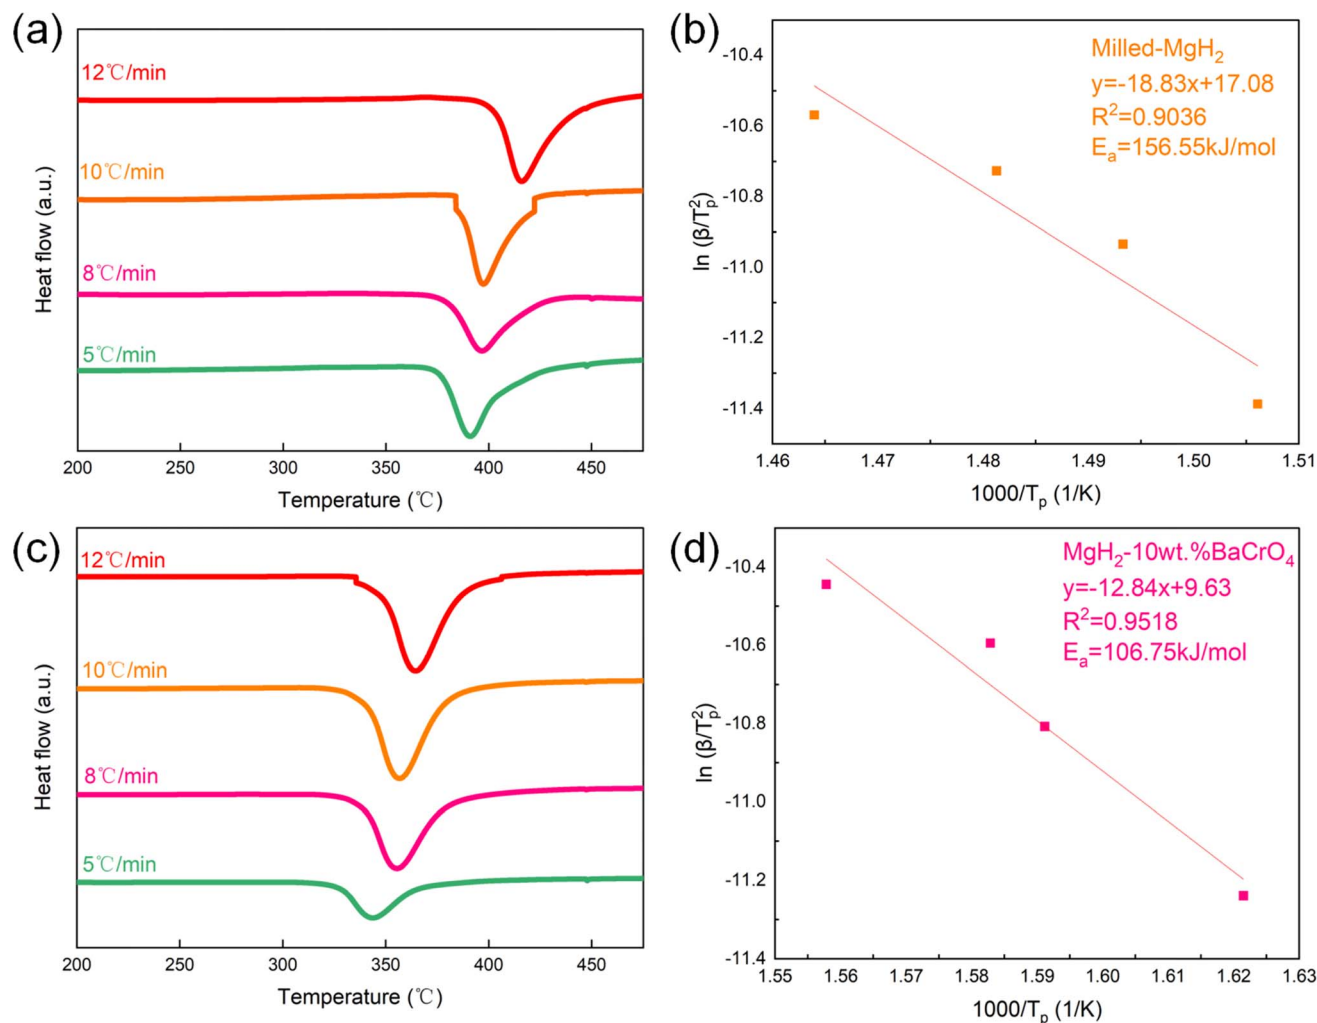 (a)
12℃/min
10℃/min
8℃/min
5℃/min
Heat flow (a.u.)
200 250 300 350 400 450
Temperature (℃)
(b)
Milled-MgH₂
y=-18.83x+17.08
R²=0.9036
Eₐ=156.55kJ/mol
ln (β/Tₚ²)
-10.4
-10.6
-10.8
-11.0
-11.2
-11.4
1.46 1.47 1.48 1.49 1.50 1.51
1000/Tₚ (1/K)
(c)
12℃/min
10℃/min
8℃/min
5℃/min
Heat flow (a.u.)
200 250 300 350 400 450
Temperature (℃)
(d)
MgH₂-10wt.%BaCrO₄
y=-12.84x+9.63
R²=0.9518
Eₐ=106.75kJ/mol
ln (β/Tₚ²)
-10.4
-10.6
-10.8
-11.0
-11.2
-11.4
1.55 1.56 1.57 1.58 1.59 1.60 1.62 1.63
1000/Tₚ (1/K)